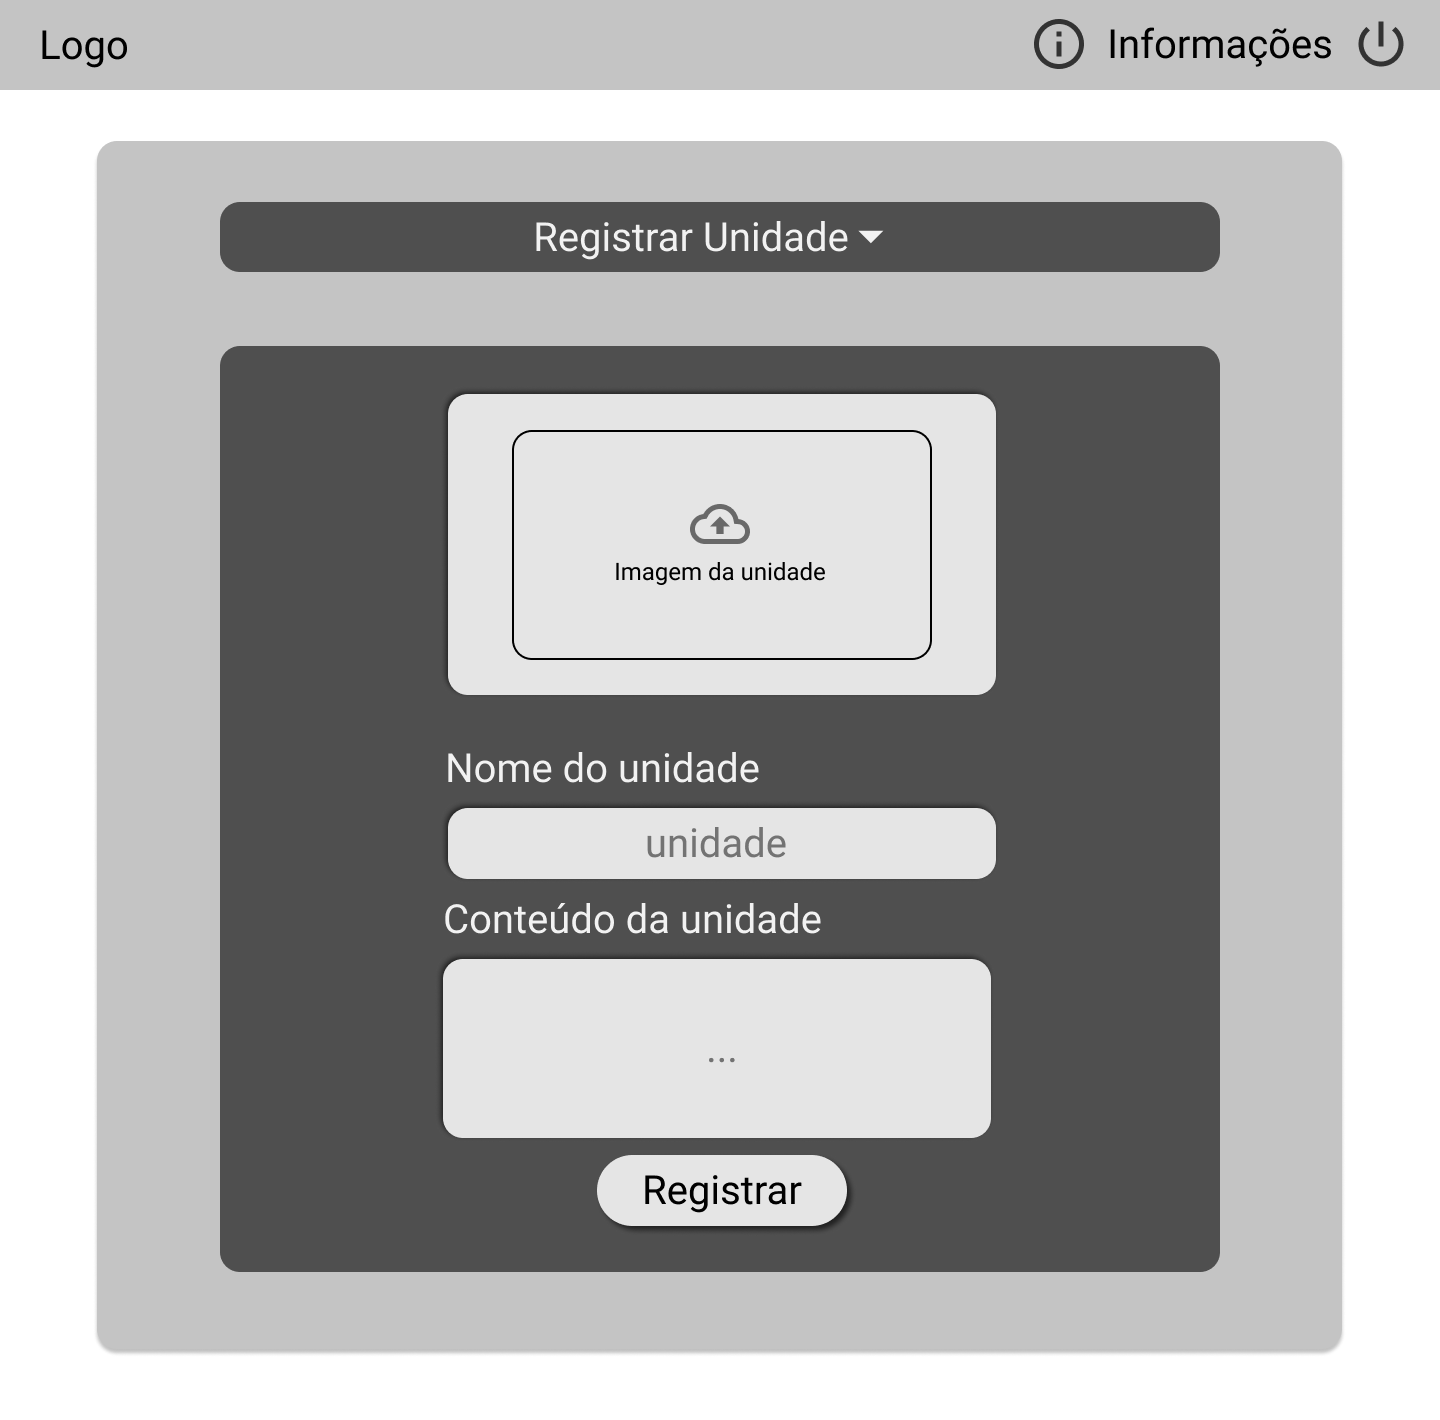 Logo
Informações
Registrar Unidade
Imagem da unidade
Nome do unidade
unidade
Conteúdo da unidade
...
Registrar